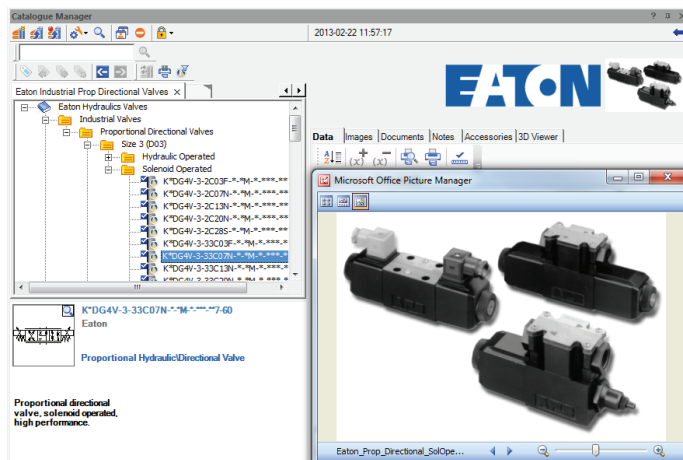 Catalogue Manager
2013-02-22 11:57:17
Eaton Industrial Prop Directional Valves
Eaton Hydraulics Valves
Industrial Valves
Proportional Directional Valves
Size 3 (D03)
Hydraulic Operated
Solenoid Operated
K*DG4V-3-2C03F-*-*M-*-***-**
K*DG4V-3-2C07N-*-*M-*-***-**
K*DG4V-3-2C13N-*-*M-*-***-**
K*DG4V-3-2C20N-*-*M-*-***-**
K*DG4V-3-2C28S-*-*M-*-***-**
K*DG4V-3-33C03F-*-*M-*-***-*
K*DG4V-3-33C07N-*-*M-*-***-*
K*DG4V-3-33C13N-*-*M-*-***-*
K*DG4V-3-33C20N-*-*M-*-***-*
K*DG4V-3-33C07N-*-*M-*-***-**7-60
Eaton
Proportional Hydraulic\Directional Valve
Proportional directional
valve, solenoid operated,
high performance.
EATON
Data Images Documents Notes Accessories 3D Viewer
Microsoft Office Picture Manager
Eaton_Prop_Directional_SolOpe...